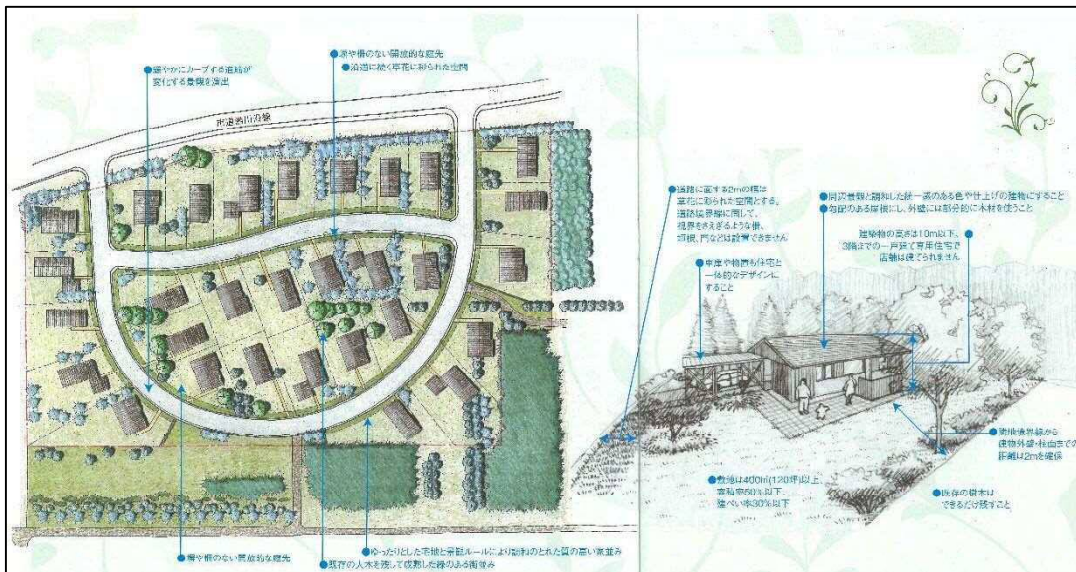 ●緩やかにカーブする道路が
変化する景観を演出
●塀や柵のない開放的な庭先
●沿道に続く草花に彩られた空間
●塀や柵のない開放的な庭先
●ゆったりとした宅地と景観ルールにより調和のとれた質の高い家並み
●既存の大木を残して成熟した緑のある街並み
●道路に面する2mの幅は
草花に彩られた空間とする。
道路境界線に面して、
視界をさえぎるような塀、
垣根、門などは設置できません
●車庫や物置も住宅と
一体的なデザインに
すること
●周辺景観と調和した統一感のある色や仕上げの建物にすること
●勾配のある屋根にし、外壁には部分的に木材を使うこと
建築物の高さは10m以下、
3階までの一戸建て専用住宅で
店舗は建てられません
●隣地境界線から
建物外壁・柱面までの
距離は2mを確保
●敷地は400㎡(120坪)以上、
容積率50%以下、
建ぺい率30%以下
●既存の樹木は
できるだけ残すこと